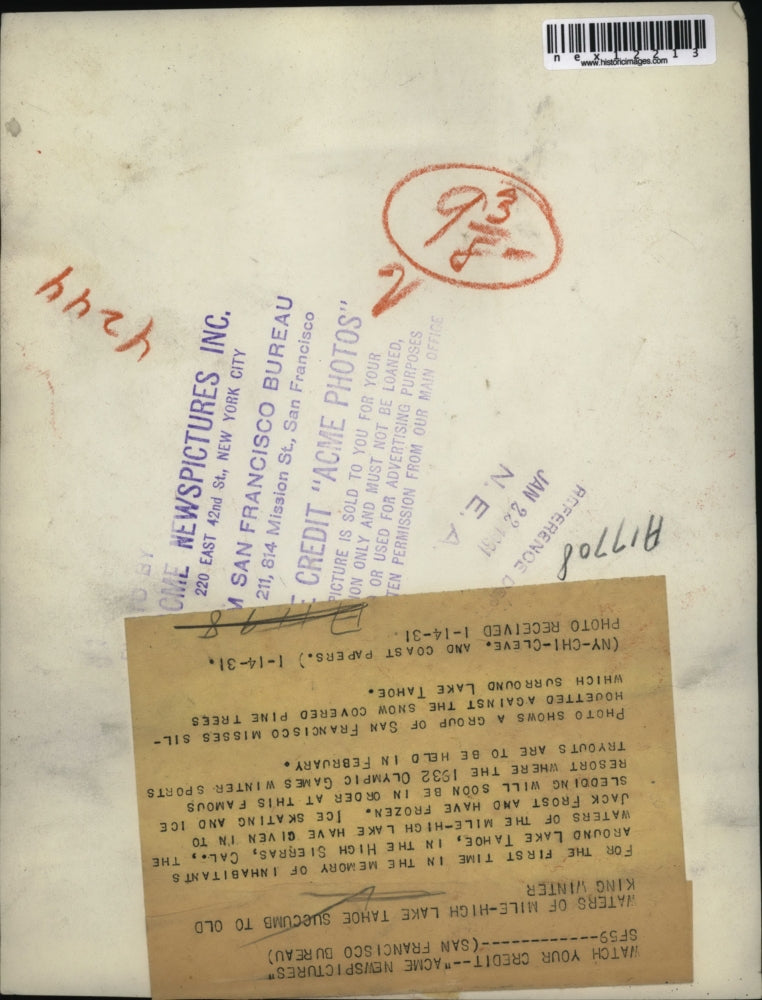 nex12213
www.historicimages.com
9 3/8 -
2
4244
ACME NEWSPICTURES INC.
220 EAST 42nd St., NEW YORK CITY
SAN FRANCISCO BUREAU
211, 814 Mission St., San Francisco
CREDIT "ACME PHOTOS"
PICTURE IS SOLD TO YOU FOR YOUR
ON ONLY AND MUST NOT BE LOANED,
OR USED FOR ADVERTISING PURPOSES
TEN PERMISSION FROM OUR MAIN OFFICE
REFERENCE
JAN 22 1931
N. E. A.
A17708
WATCH YOUR CREDIT--"ACME NEWSPICTURES"
SF59--------------(SAN FRANCISCO BUREAU)
WATERS OF MILE-HIGH LAKE TAHOE SUCCUMB TO OLD
KING WINTER
FOR THE FIRST TIME IN THE MEMORY OF INHABITANTS
AROUND LAKE TAHOE, IN THE HIGH SIERRAS, CAL., THE
WATERS OF THE MILE-HIGH LAKE HAVE GIVEN IN TO
JACK FROST AND HAVE FROZEN. ICE SKATING AND ICE
SLEDDING WILL SOON BE IN ORDER AT THIS FAMOUS
RESORT WHERE THE 1932 OLYMPIC GAMES WINTER SPORTS
TRYOUTS ARE TO BE HELD IN FEBRUARY.
PHOTO SHOWS A GROUP OF SAN FRANCISCO MISSES SIL-
HOUETTED AGAINST THE SNOW COVERED PINE TREES
WHICH SURROUND LAKE TAHOE.
(NY-CHI-CLEVE. AND COAST PAPERS.) 1-14-31.
PHOTO RECEIVED 1-14-31.